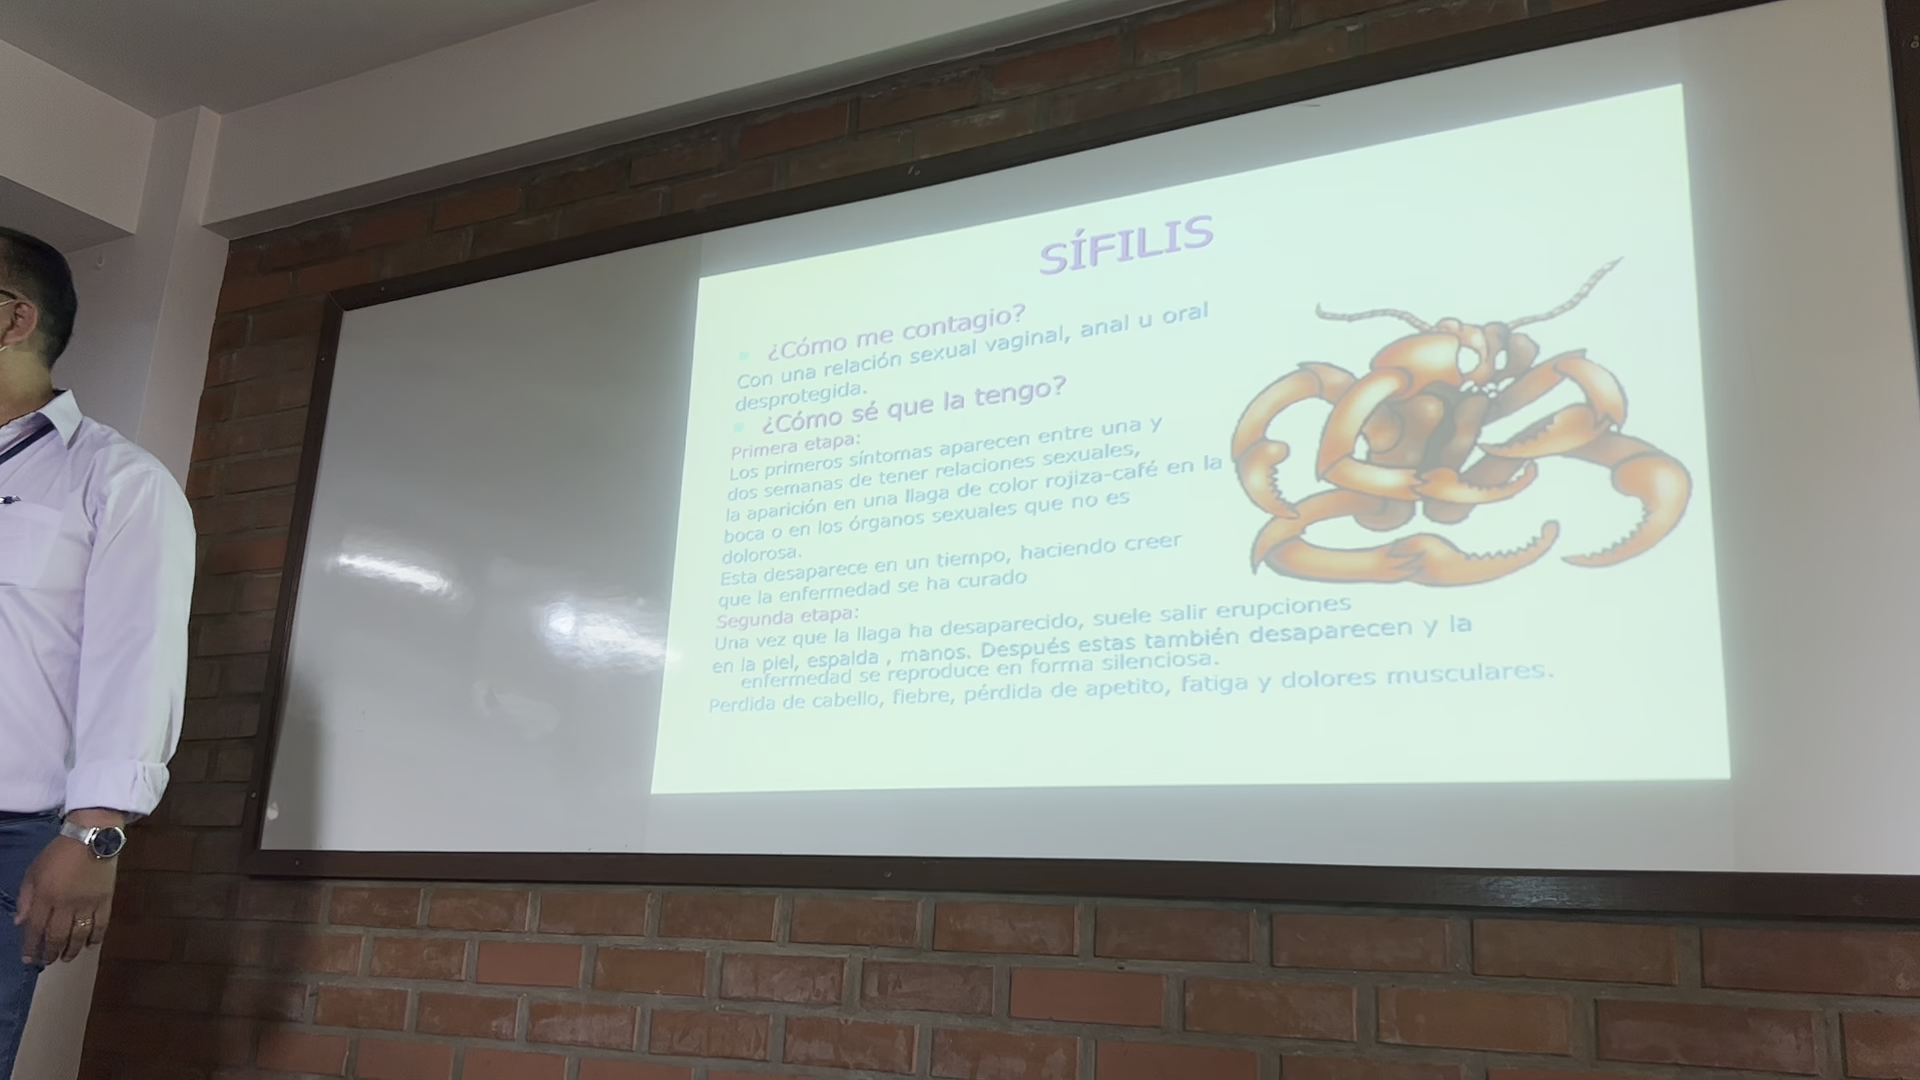 SÍFILIS
¿Cómo me contagio?
Con una relación sexual vaginal, anal u oral
desprotegida.
¿Cómo sé que la tengo?
Primera etapa:
Los primeros síntomas aparecen entre una y
dos semanas de tener relaciones sexuales,
la aparición en una llaga de color rojiza-café en la
boca o en los órganos sexuales que no es
dolorosa.
Esta desaparece en un tiempo, haciendo creer
que la enfermedad se ha curado
Segunda etapa:
Una vez que la llaga ha desaparecido, suele salir erupciones
en la piel, espalda , manos. Después estas también desaparecen y la
enfermedad se reproduce en forma silenciosa.
Perdida de cabello, fiebre, pérdida de apetito, fatiga y dolores musculares.